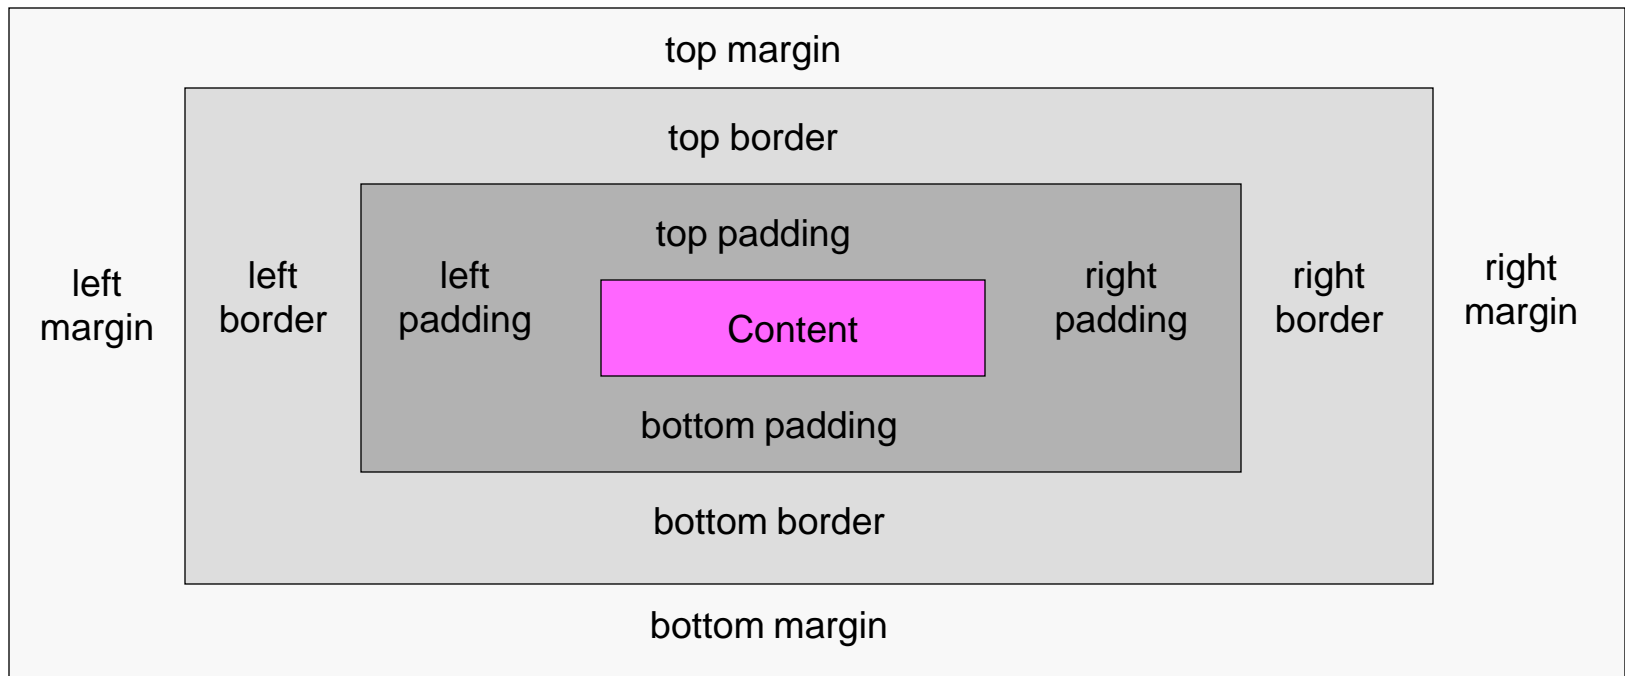 top margin
top border
top padding
left
margin
left
border
left
padding
Content
right
padding
right
border
right
margin
bottom padding
bottom border
bottom margin